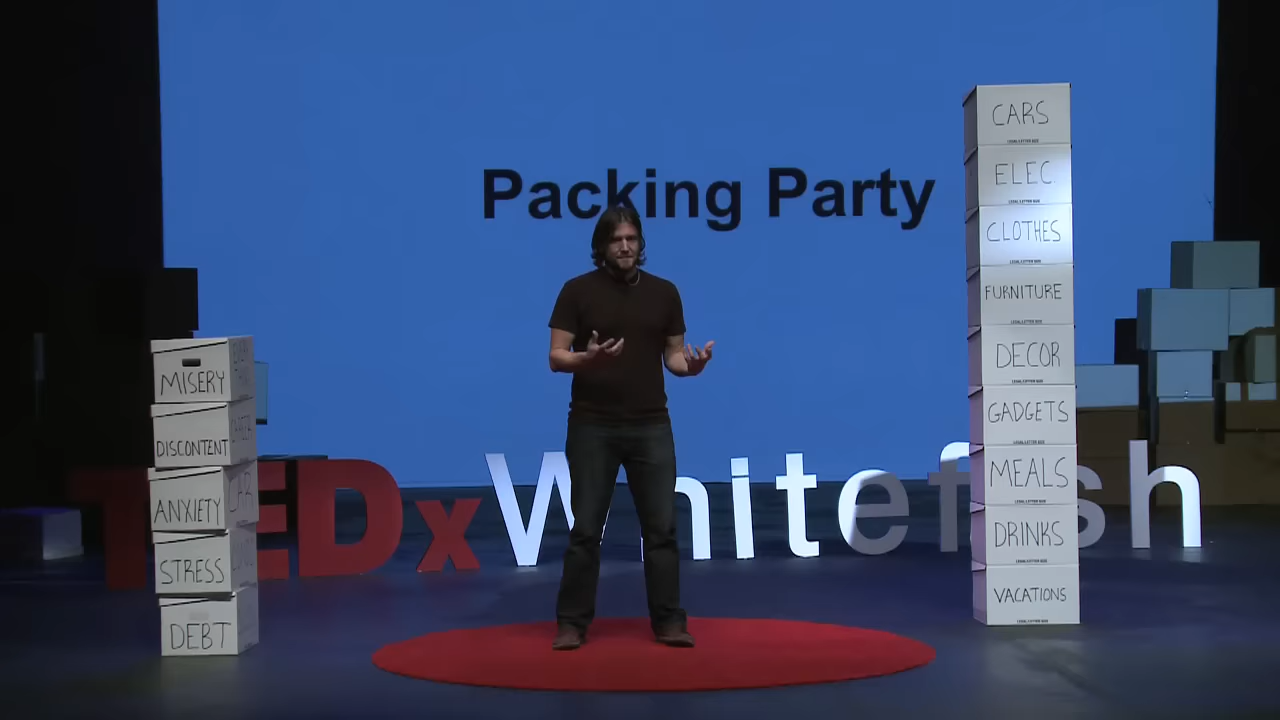 Packing Party
CARS
ELEC.
CLOTHES
FURNITURE
DECOR
GADGETS
MEALS
DRINKS
VACATIONS
MISERY
DISCONTENT
ANXIETY
STRESS
DEBT
TEDxWhitefish